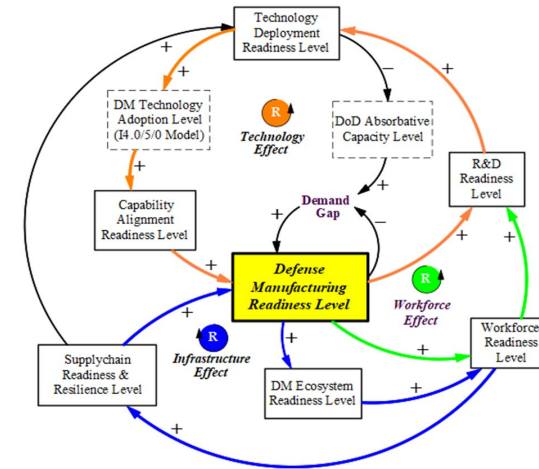 Technology
Deployment
Readiness Level
+
+
−
DM Technology
Adoption Level
(I4.0/5/0 Model)
R
Technology
Effect
DoD Absorbative
Capacity Level
+
+
R&D
Readiness
Level
Capability
Alignment
Readiness Level
Demand
Gap
+
−
+
+
+
Defense
Manufacturing
Readiness Level
R
Workforce
Effect
+
R
Infrastructure
Effect
+
+
Supplychain
Readiness &
Resilience Level
DM Ecosystem
Readiness Level
+
Workforce
Readiness
Level
+